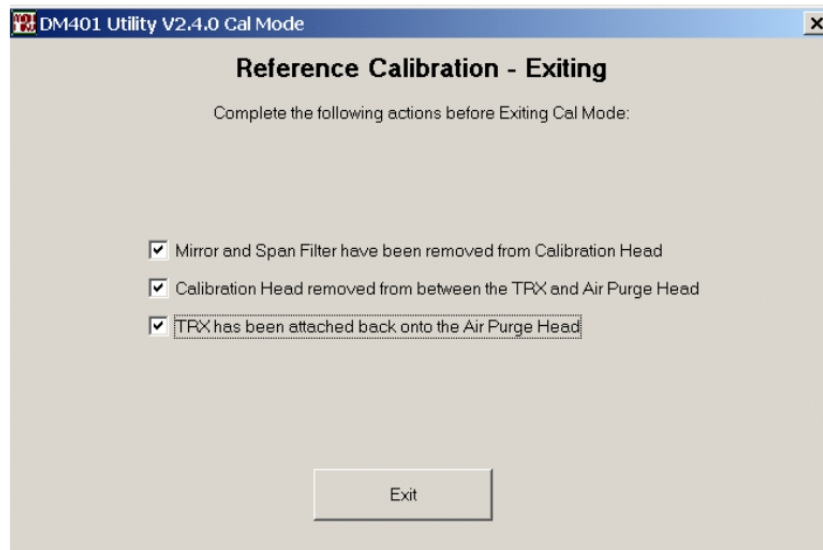 DM401 Utility V2.4.0 Cal Mode
Reference Calibration - Exiting
Complete the following actions before Exiting Cal Mode:
Mirror and Span Filter have been removed from Calibration Head
Calibration Head removed from between the TRX and Air Purge Head
TRX has been attached back onto the Air Purge Head
Exit